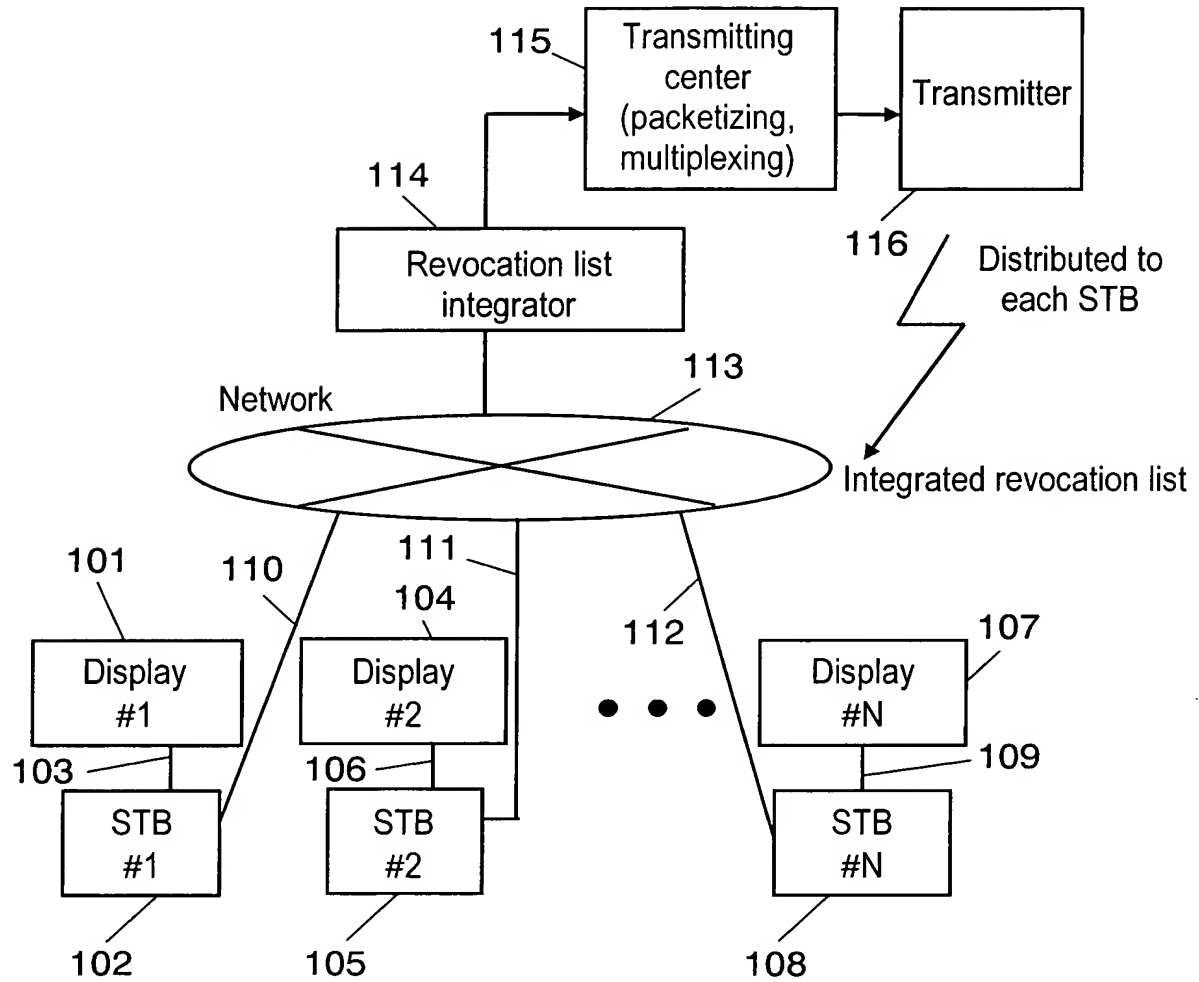 115
Transmitting
center
(packetizing,
multiplexing)
Transmitter
114
116
Revocation list
integrator
Distributed to
each STB
113
Network
Integrated revocation list
101
110
111
104
112
107
Display
#1
Display
#2
Display
#N
103
106
109
STB
#1
STB
#2
STB
#N
102
105
108